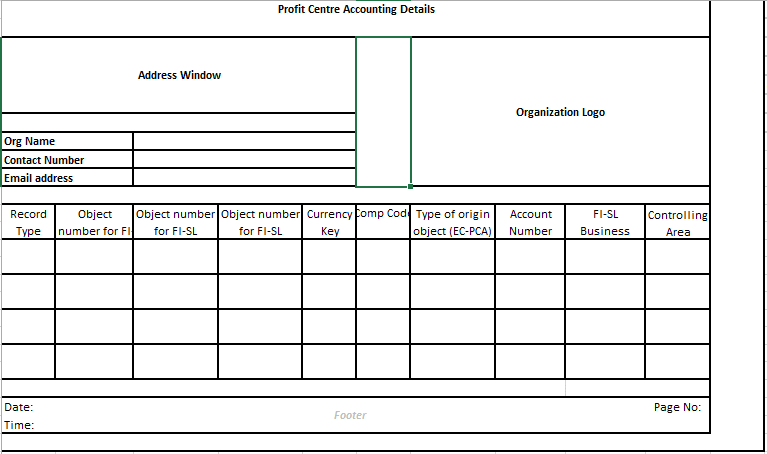 Profit Centre Accounting Details
Address Window
Organization Logo
Org Name
Contact Number
Email address
Record Type
Object number for FI-
Object number for FI-SL
Object number for FI-SL
Currency Key
Comp Code
Type of origin object (EC-PCA)
Account Number
FI-SL Business
Controlling Area
Date:
Footer
Page No:
Time: